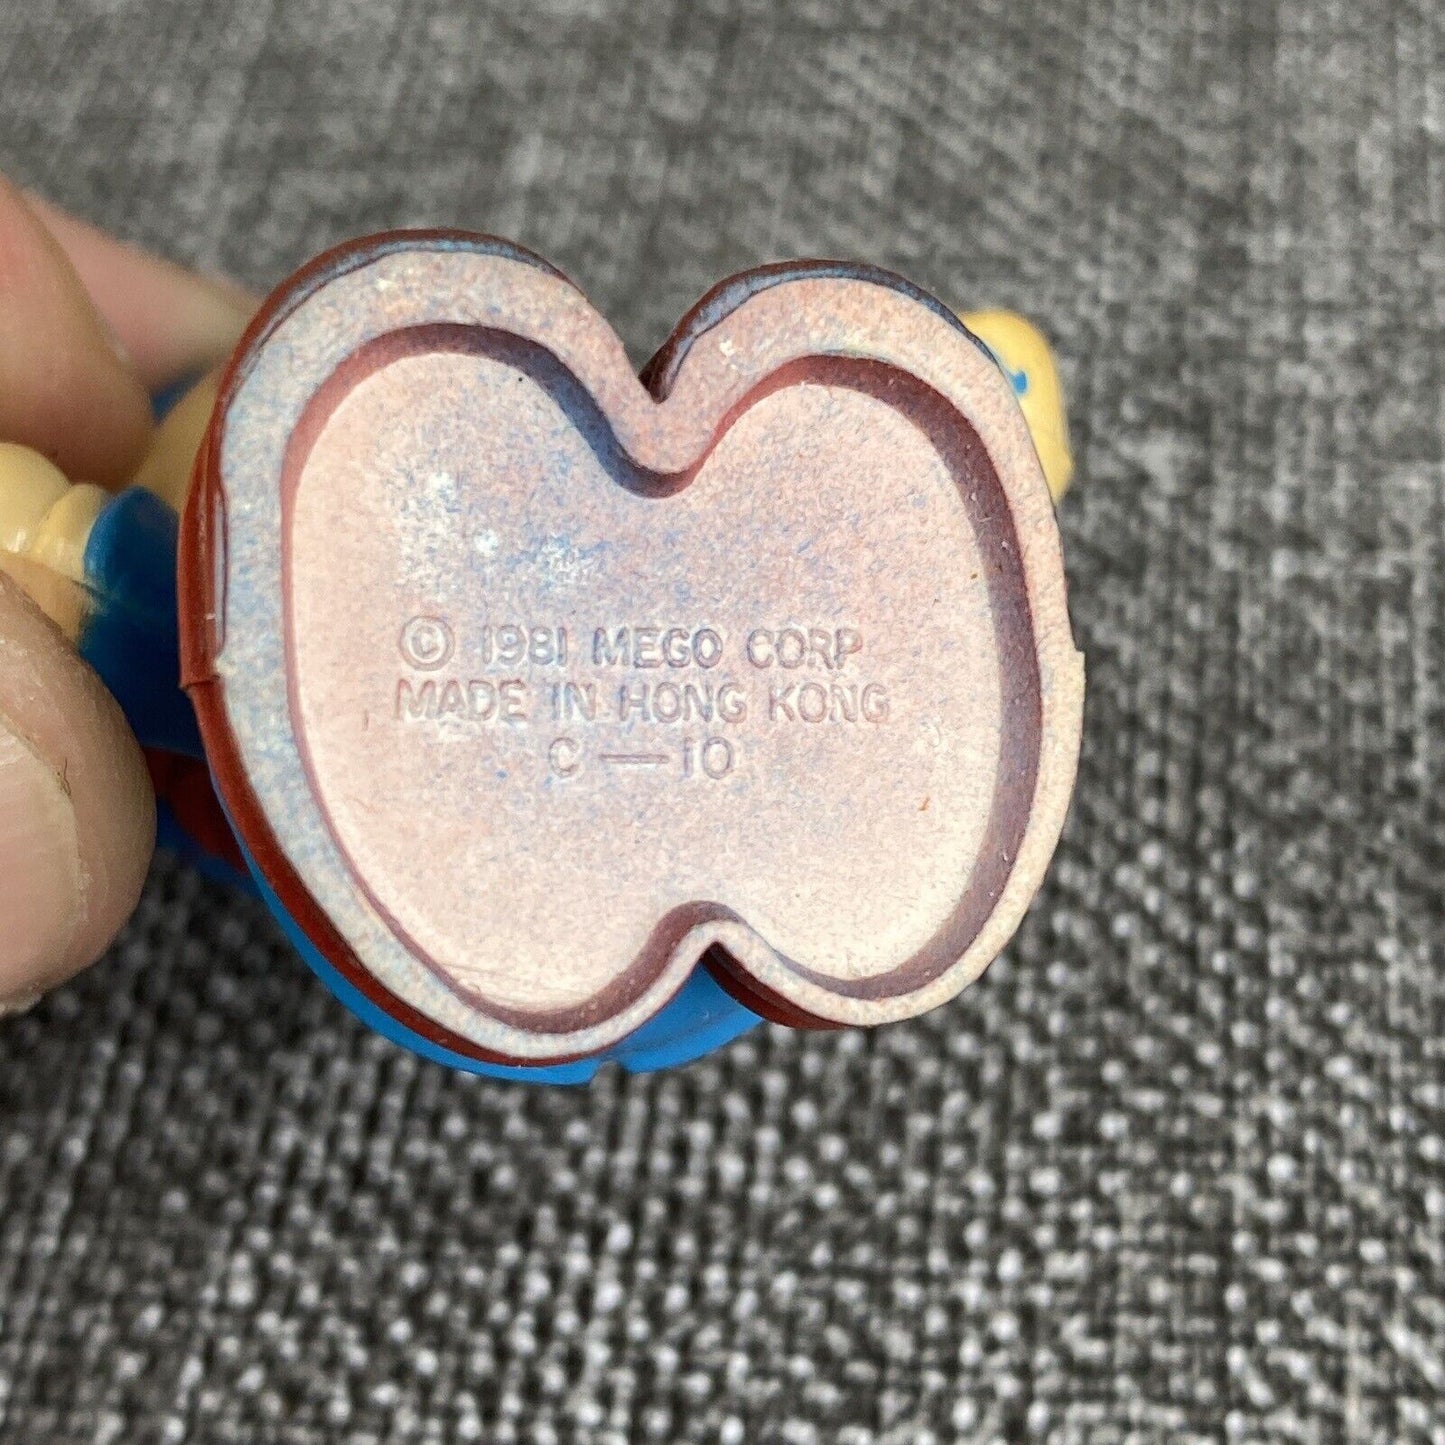 © 1981 MEGO CORP
MADE IN HONG KONG
C — 10